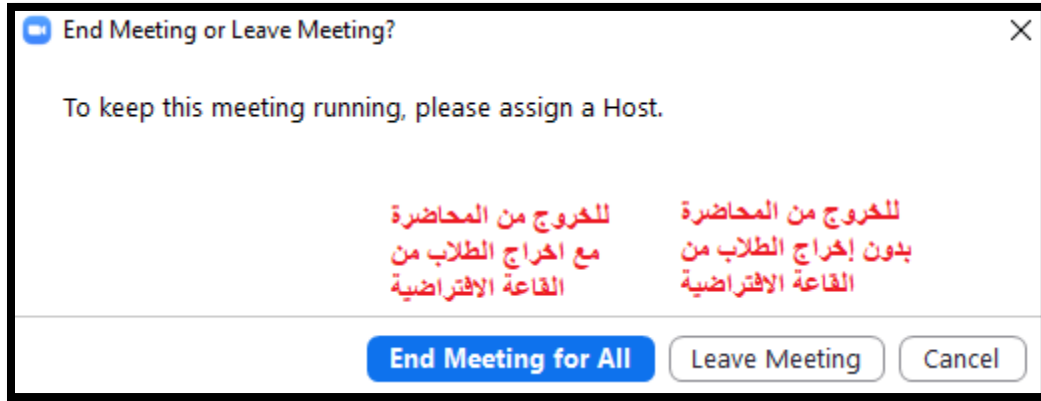 End Meeting or Leave Meeting?
To keep this meeting running, please assign a Host.
للخروج من المحاضرة
مع اخراج الطلاب من
القاعة الافتراضية
للخروج من المحاضرة
بدون إخراج الطلاب من
القاعة الافتراضية
End Meeting for All
Leave Meeting
Cancel